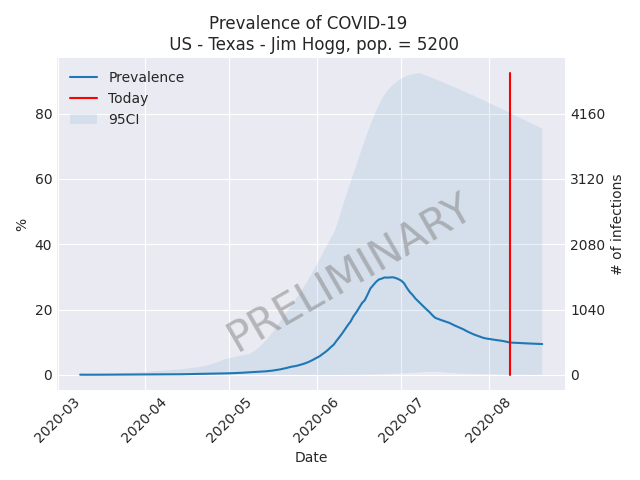 Prevalence of COVID-19
US - Texas - Jim Hogg, pop. = 5200
Prevalence
Today
95CI
PRELIMINARY
%
80
60
40
20
0
4160
3120
2080
1040
0
# of infections
2020-03
2020-04
2020-05
2020-06
2020-07
2020-08
Date